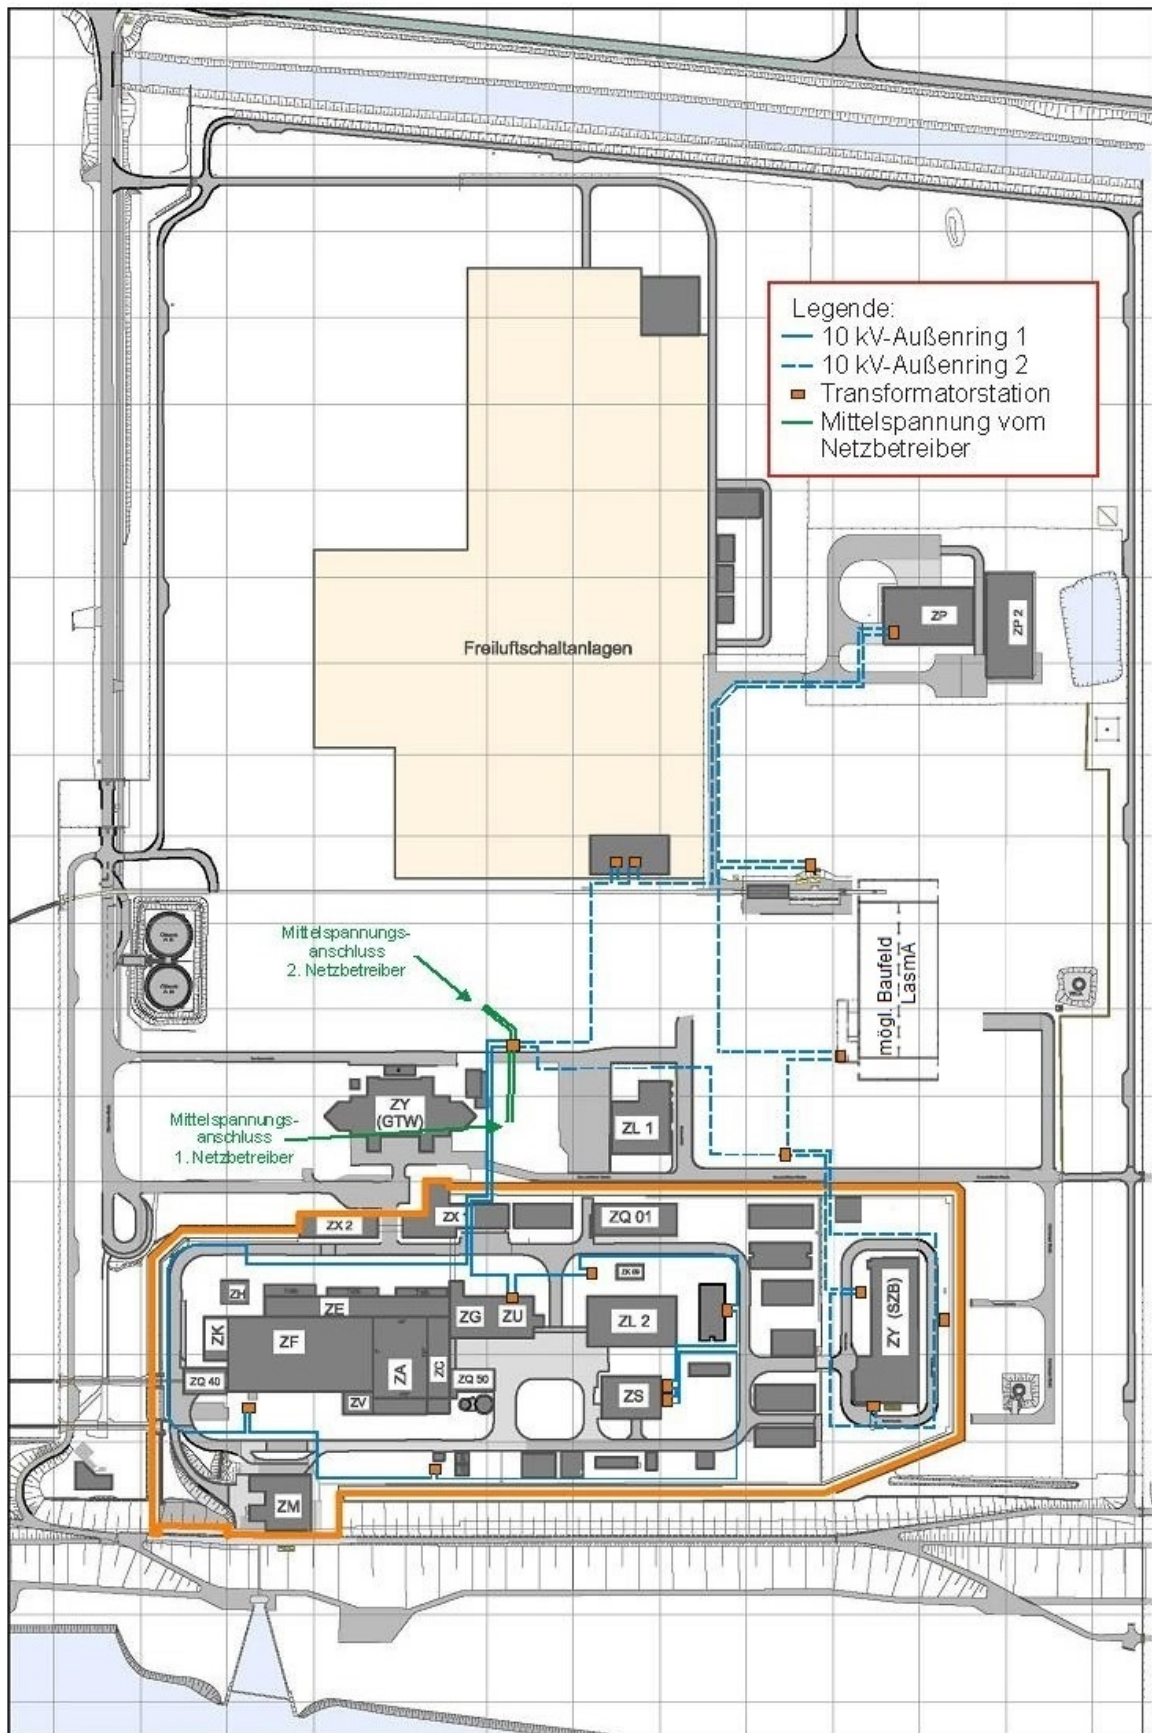 Legende:
10 kV-Außenring 1
10 kV-Außenring 2
Transformatorstation
Mittelspannung vom
Netzbetreiber
ZP
ZP 2
Freiluftschaltanlagen
Mittelspannungs-
anschluss
2. Netzbetreiber
mögl. Baufeld
LasmA
ZY
(GTW)
ZL 1
Mittelspannungs-
anschluss
1. Netzbetreiber
ZX 2
ZX
ZQ 01
ZH
ZE
ZG
ZU
ZK
ZF
ZL 2
ZY (SZB)
ZA
ZC
ZQ 40
ZQ 50
ZV
ZS
ZM